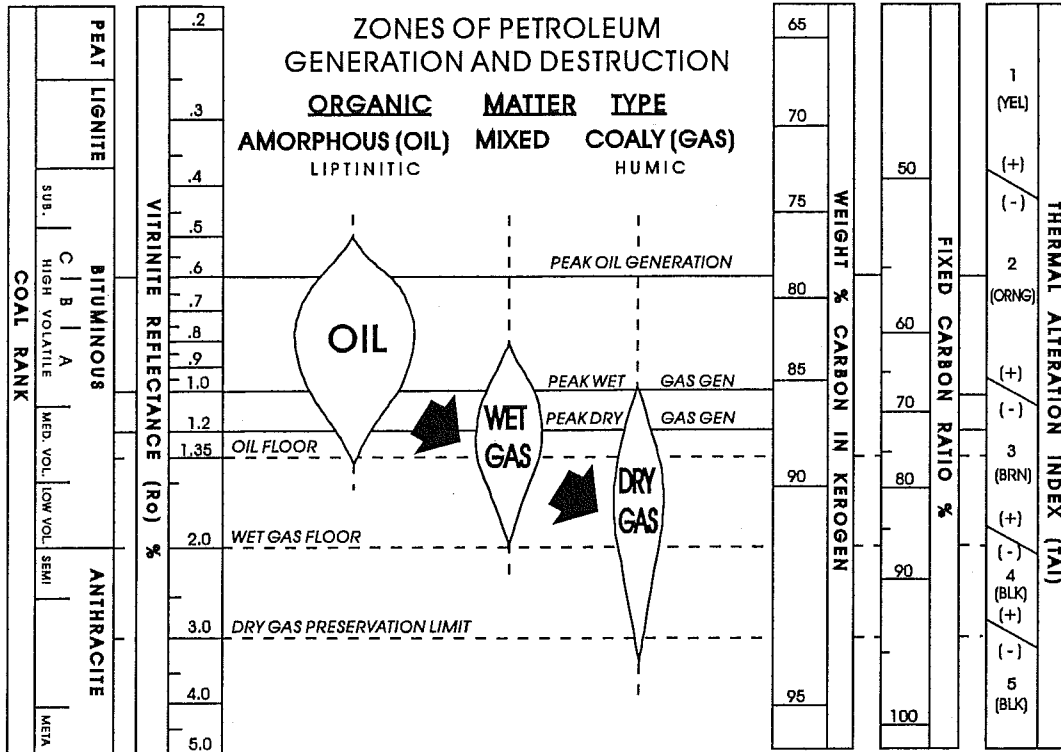 ZONES OF PETROLEUM
GENERATION AND DESTRUCTION
ORGANIC MATTER TYPE
AMORPHOUS (OIL) MIXED COALY (GAS)
LIPTINITIC HUMIC
COAL RANK
PEAT
LIGNITE
SUB.
BITUMINOUS
C | B | A
HIGH VOLATILE
MED. VOL.
LOW VOL.
SEMI
ANTHRACITE
META
VITRINITE REFLECTANCE (Ro) %
.2
.3
.4
.5
.6
.7
.8
.9
1.0
1.2
1.35
2.0
3.0
4.0
5.0
PEAK OIL GENERATION
OIL
PEAK WET GAS GEN
WET
GAS
PEAK DRY GAS GEN
OIL FLOOR
DRY
GAS
WET GAS FLOOR
DRY GAS PRESERVATION LIMIT
65
70
75
80
85
90
95
WEIGHT % CARBON IN KEROGEN
50
60
70
80
90
100
FIXED CARBON RATIO %
1
(YEL)
(+)
(-)
2
(ORNG)
(+)
(-)
3
(BRN)
(+)
(-)
4
(BLK)
(+)
(-)
5
(BLK)
THERMAL ALTERATION INDEX (TAI)